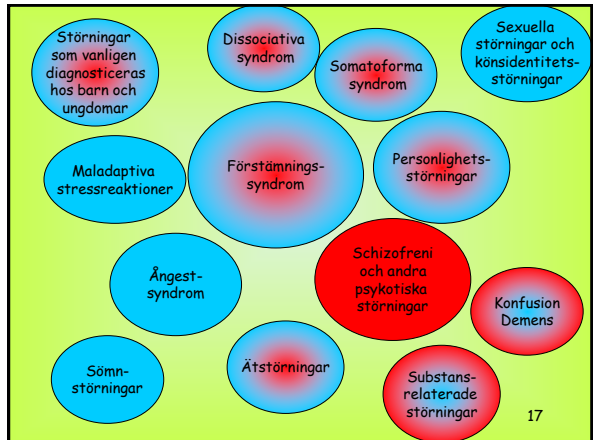 Störningar
som vanligen
diagnosticeras
hos barn och
ungdomar
Dissociativa
syndrom
Somatoforma
syndrom
Sexuella
störningar och
könsidentitets-
störningar
Maladaptiva
stressreaktioner
Förstämnings-
syndrom
Personlighets-
störningar
Ångest-
syndrom
Schizofreni
och andra
psykotiska
störningar
Konfusion
Demens
Sömn-
störningar
Ätstörningar
Substans-
relaterade
störningar
17